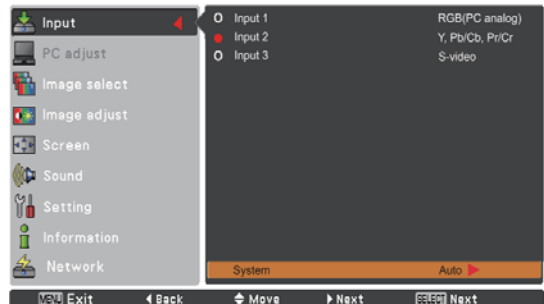 Input
PC adjust
Image select
Image adjust
Screen
Sound
Setting
Information
Network
Input 1 RGB(PC analog)
Input 2 Y, Pb/Cb, Pr/Cr
Input 3 S-video
System Auto
MENU Exit Back Move Next SELECT Next